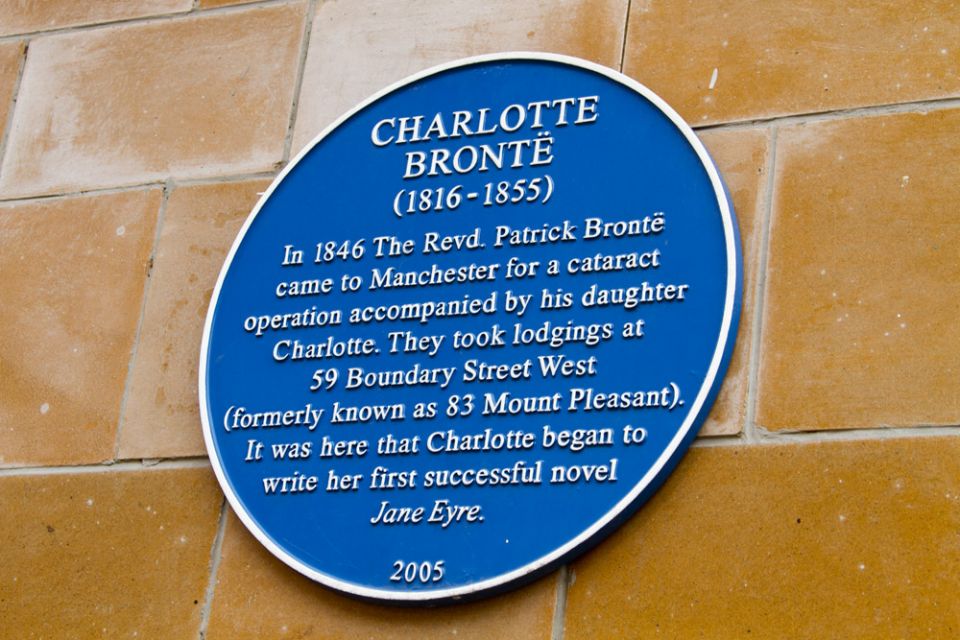 CHARLOTTE
BRONTË
(1816-1855)
In 1846 The Revd. Patrick Brontë
came to Manchester for a cataract
operation accompanied by his daughter
Charlotte. They took lodgings at
59 Boundary Street West
(formerly known as 83 Mount Pleasant).
It was here that Charlotte began to
write her first successful novel
Jane Eyre.
2005